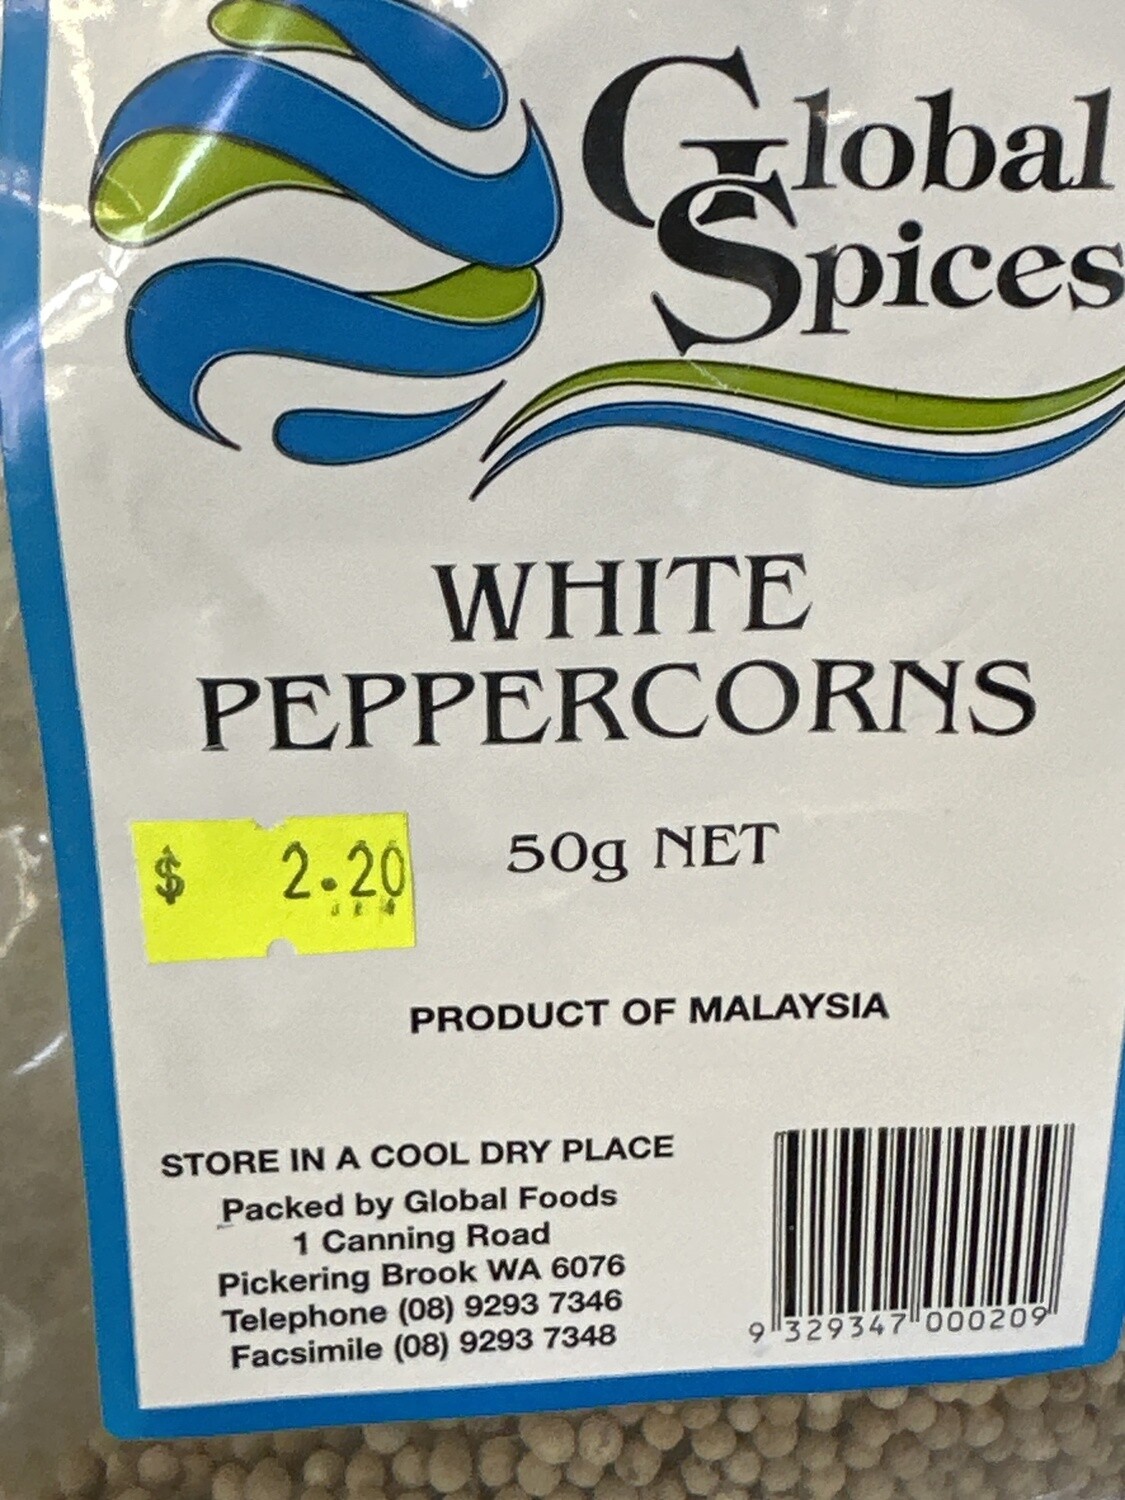 Global
Spices
WHITE
PEPPERCORNS
$ 2.20
50g NET
PRODUCT OF MALAYSIA
STORE IN A COOL DRY PLACE
Packed by Global Foods
1 Canning Road
Pickering Brook WA 6076
Telephone (08) 9293 7346
Facsimile (08) 9293 7348
9 329347 000209